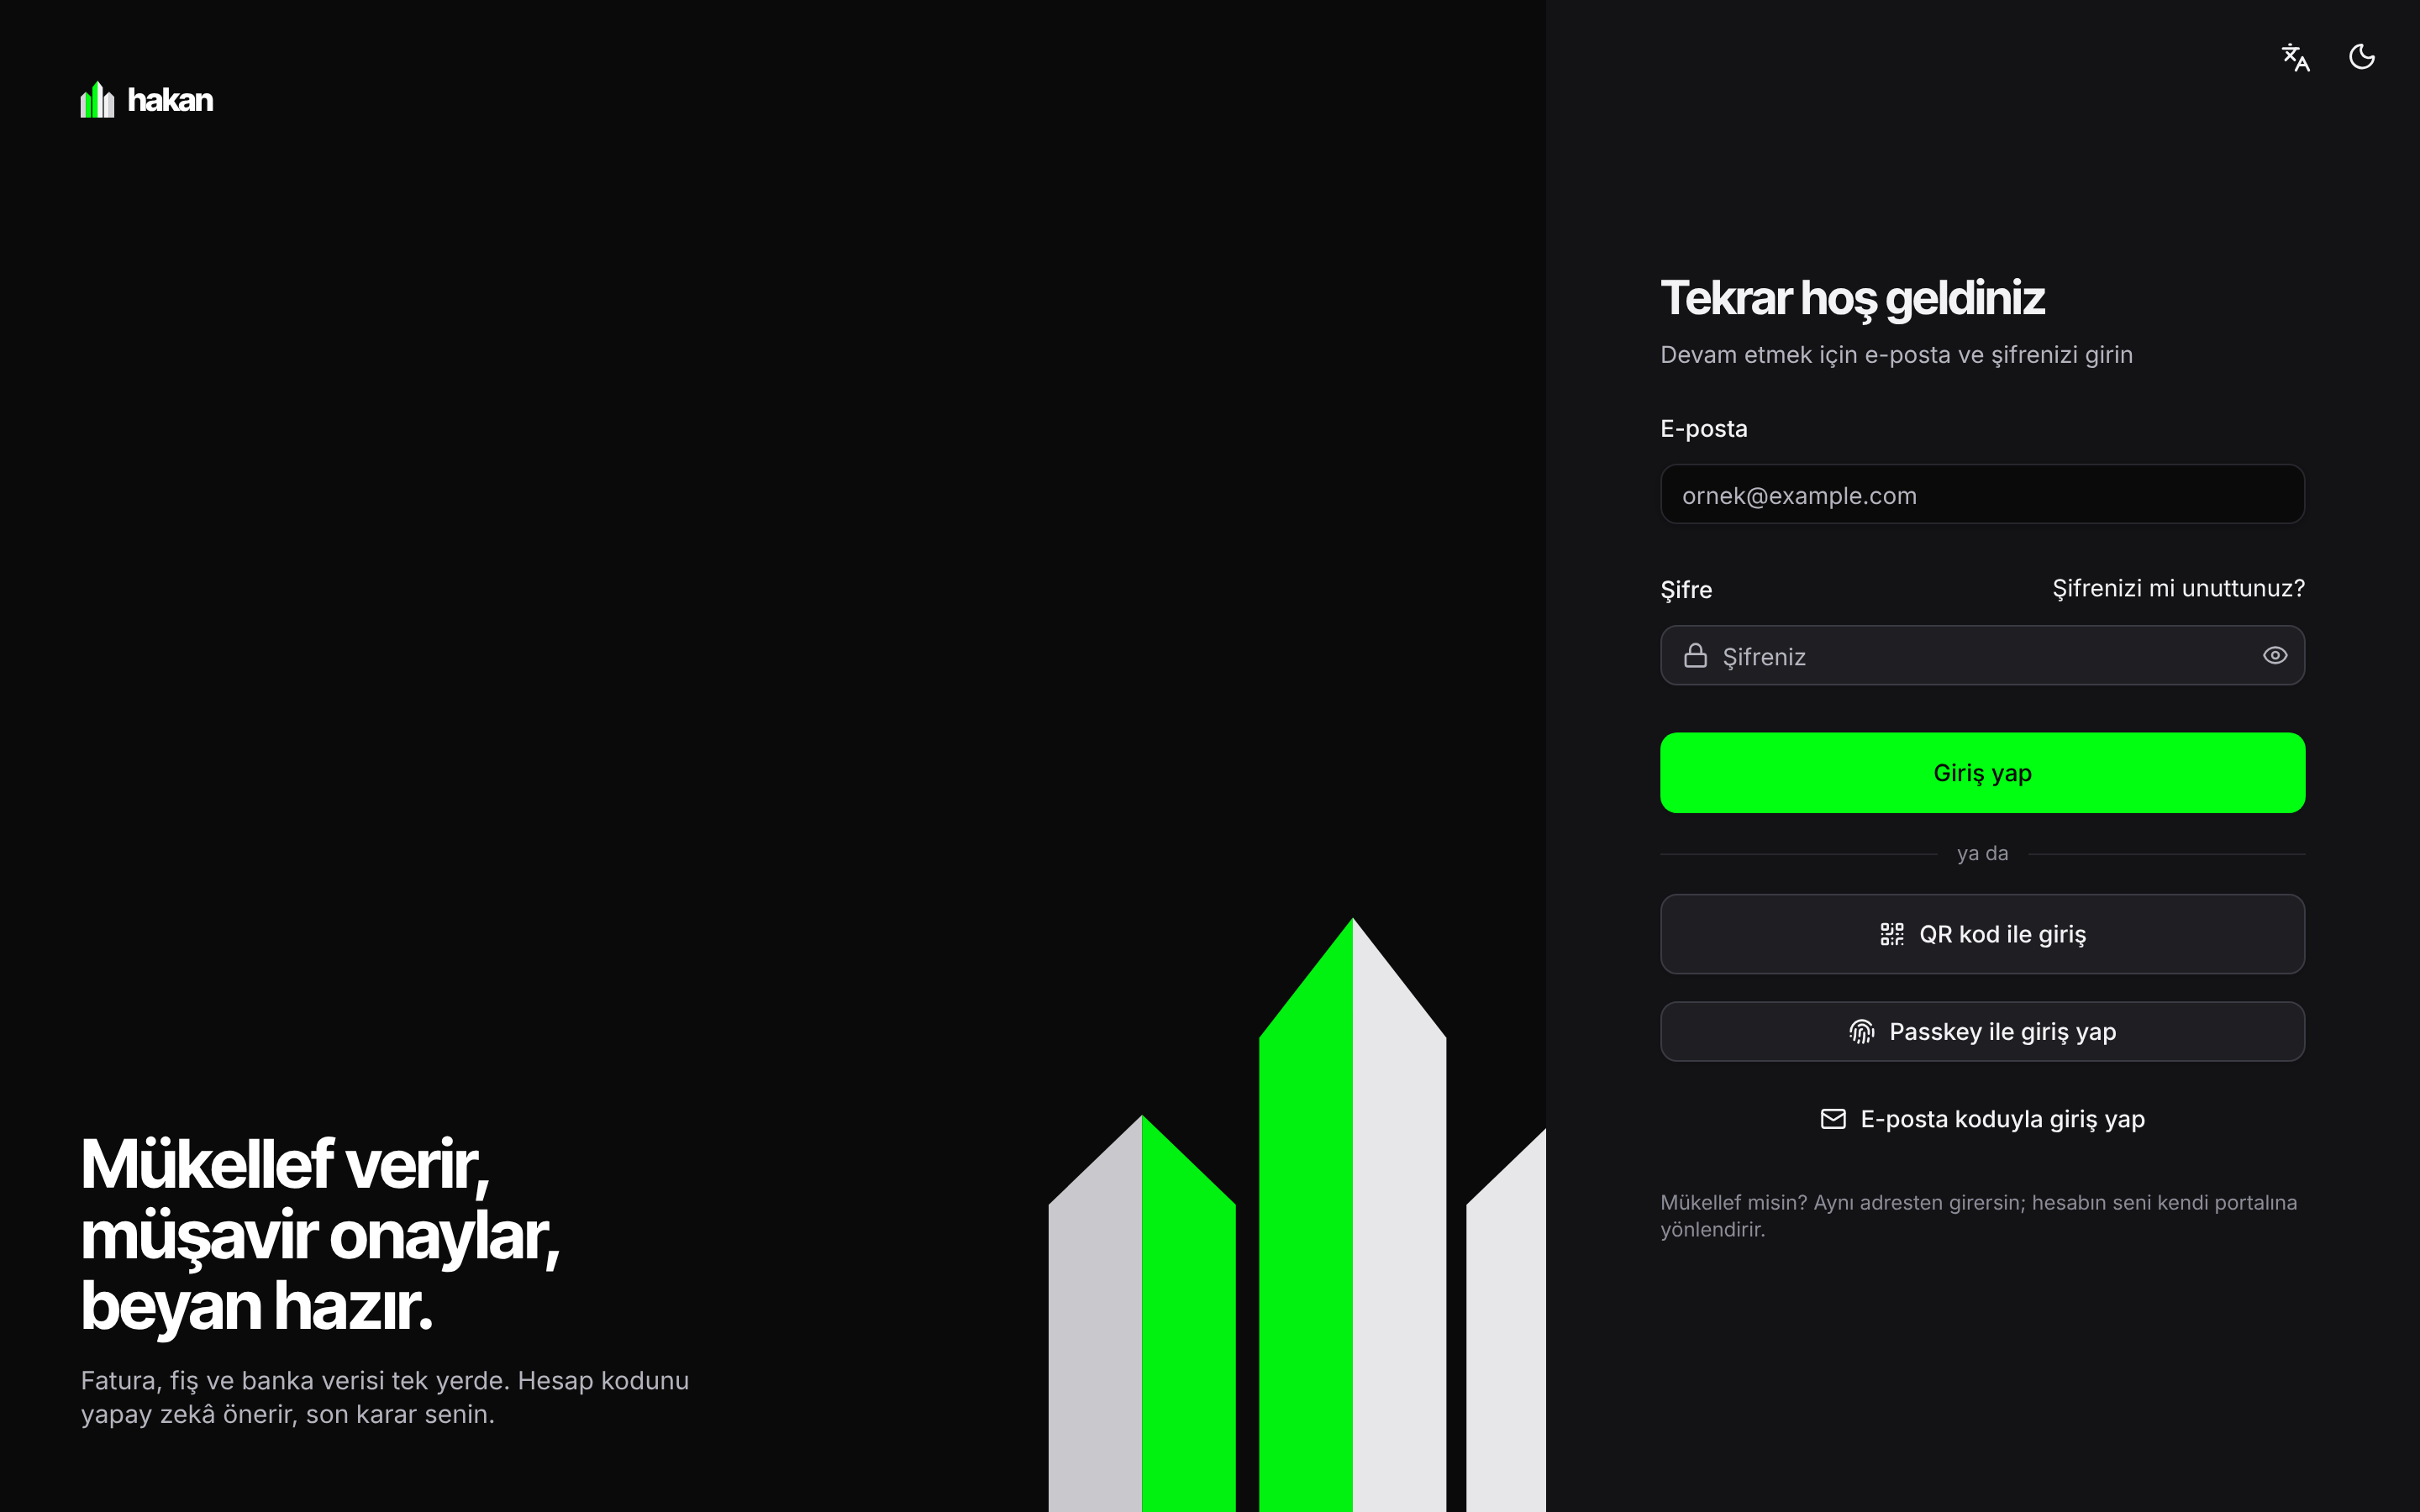 hakan
Mükellef verir,
müşavir onaylar,
beyan hazır.
Fatura, fiş ve banka verisi tek yerde. Hesap kodunu
yapay zekâ önerir, son karar senin.
Tekrar hoş geldiniz
Devam etmek için e-posta ve şifrenizi girin
E-posta
ornek@example.com
Şifre
Şifrenizi mi unuttunuz?
Şifreniz
Giriş yap
ya da
QR kod ile giriş
Passkey ile giriş yap
E-posta koduyla giriş yap
Mükellef misin? Aynı adresten girersin; hesabın seni kendi portalına
yönlendirir.